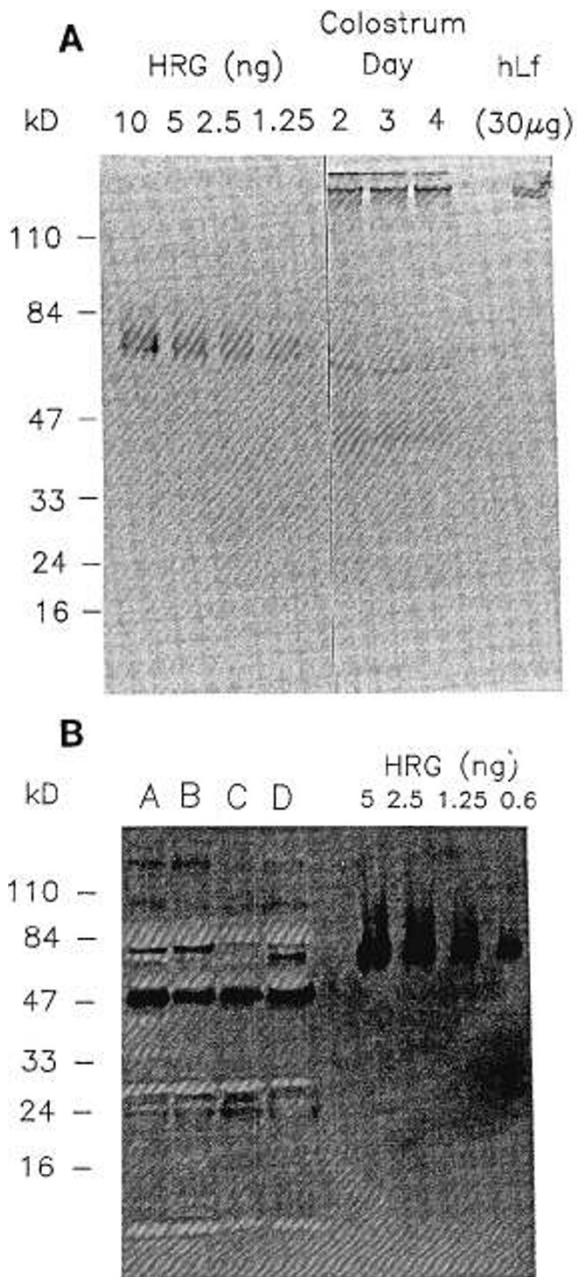 A
Colostrum
HRG (ng) Day hLf
kD 10 5 2.5 1.25 2 3 4 (30µg)
110
84
47
33
24
16
B
HRG (ng)
kD A B C D 5 2.5 1.25 0.6
110
84
47
33
24
16